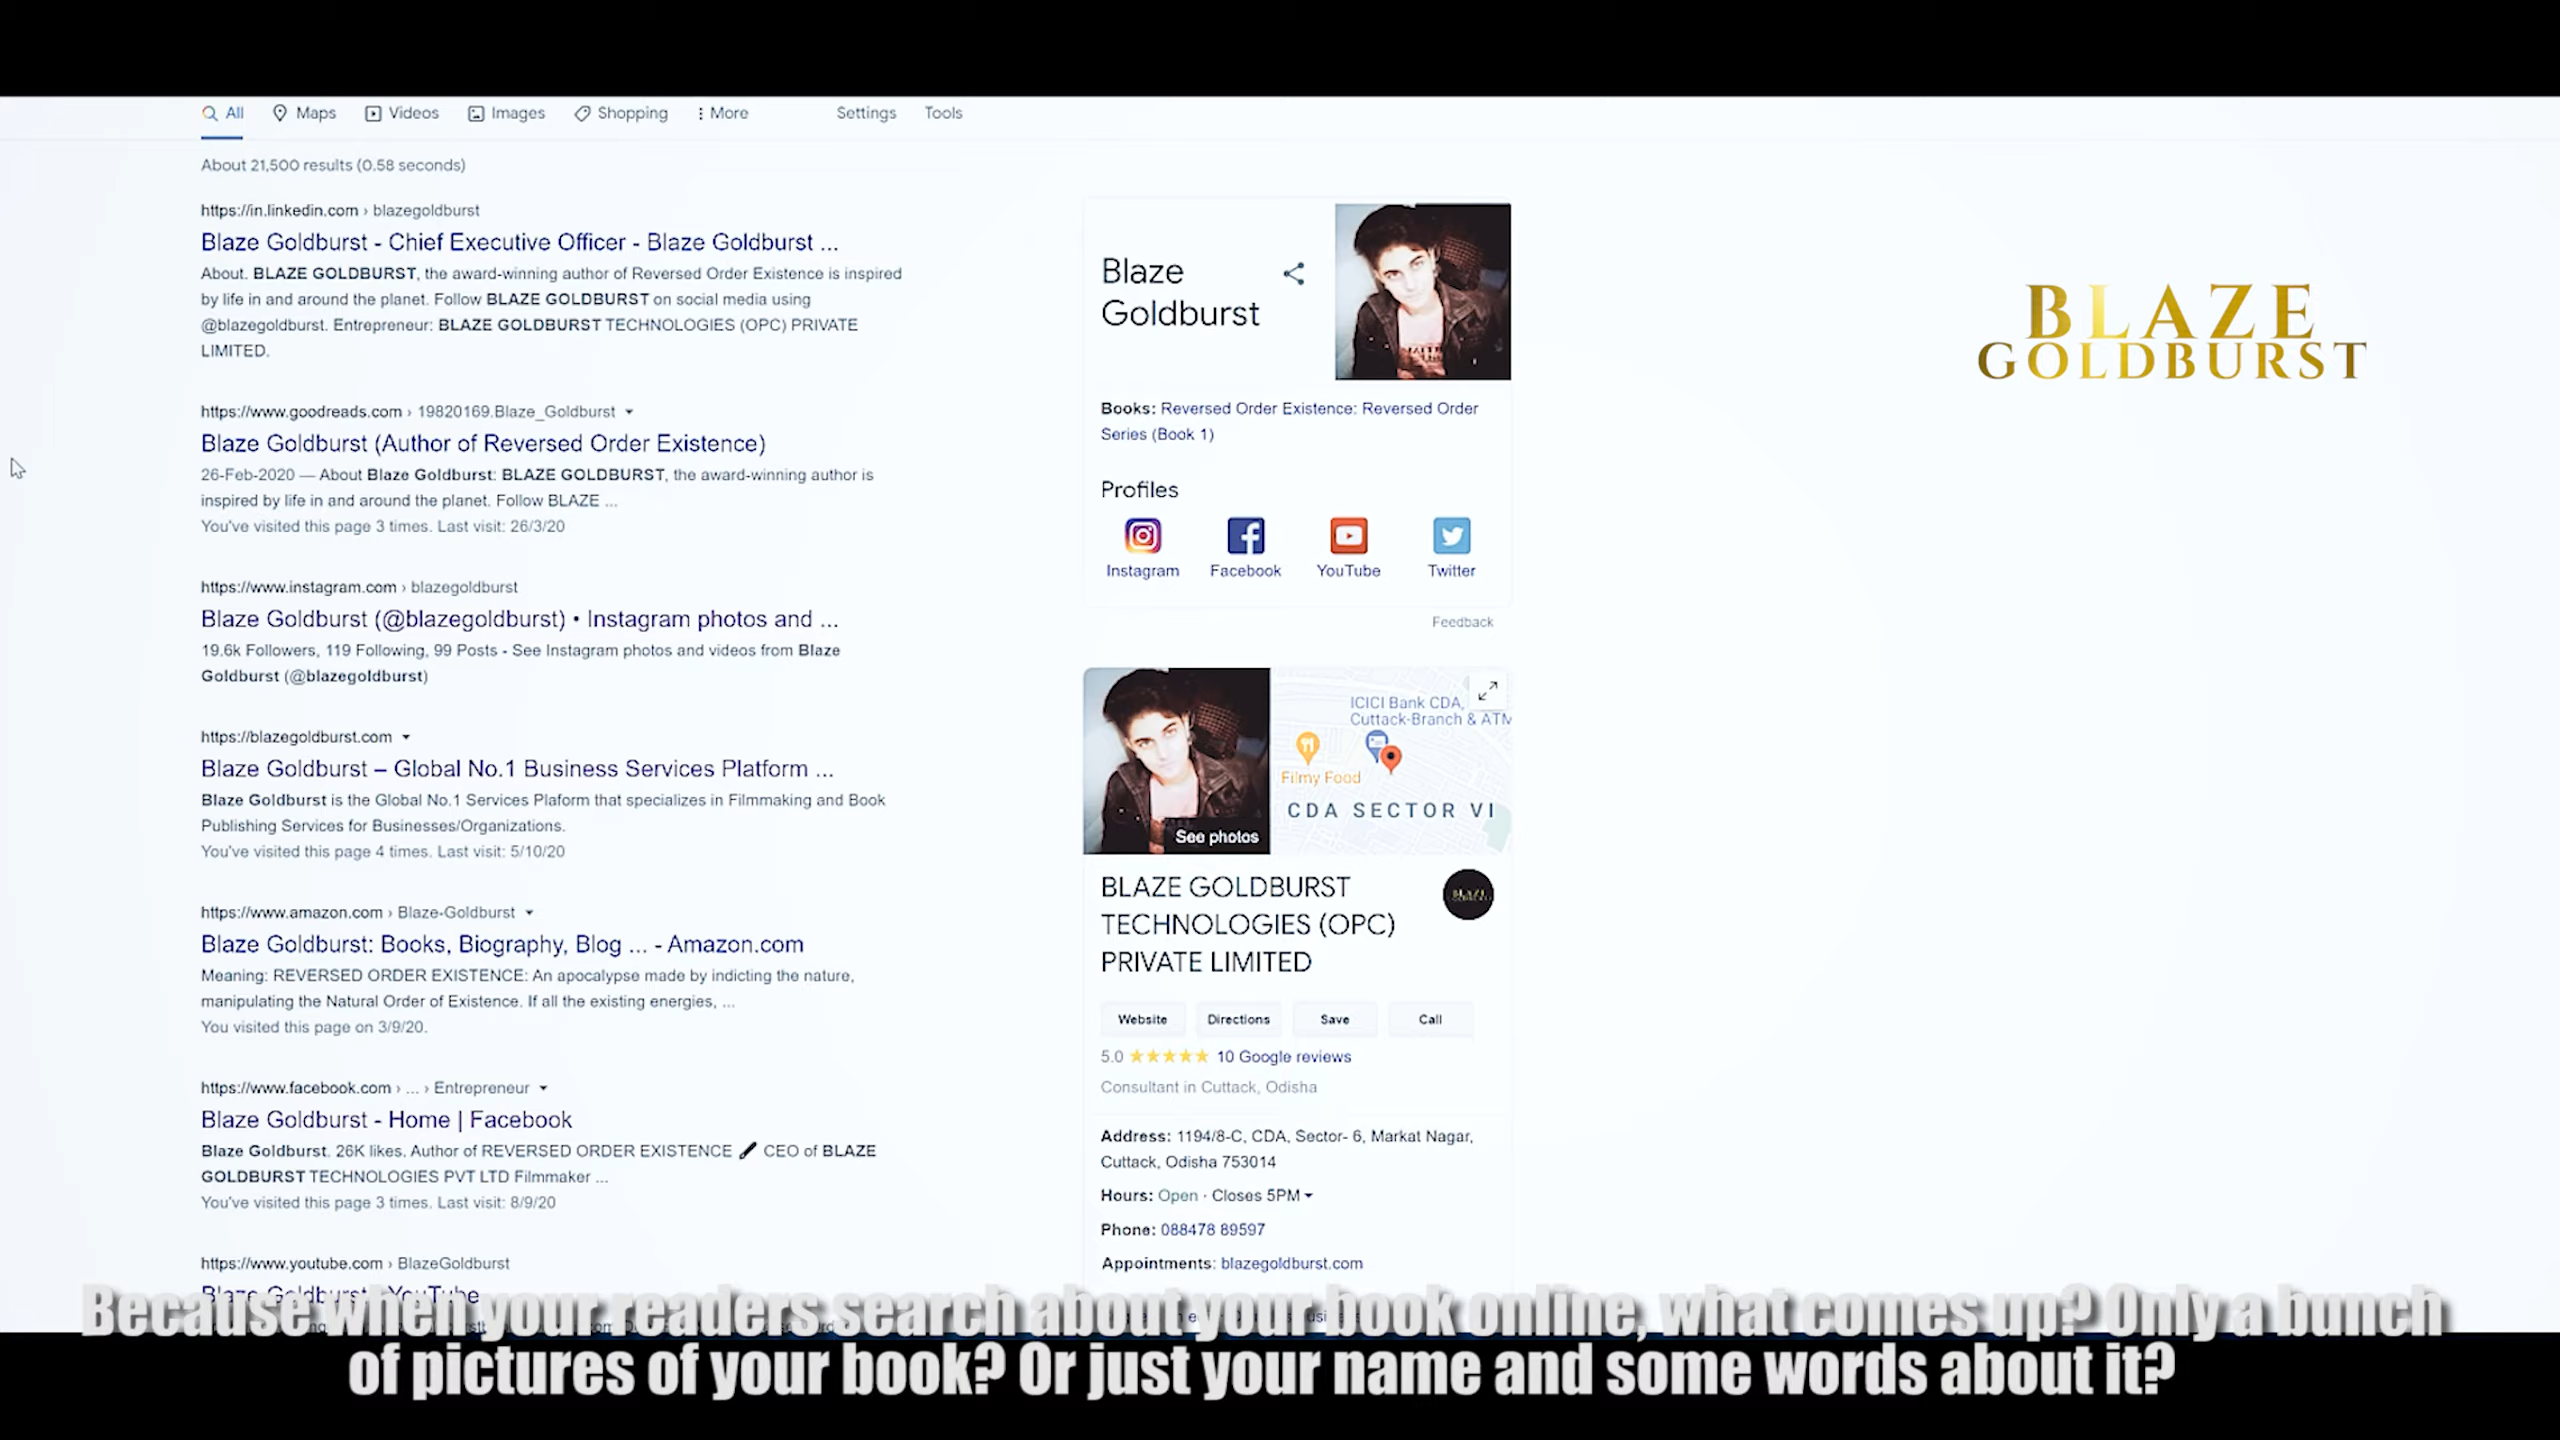 All Maps Videos Images Shopping More Settings Tools
About 21,500 results (0.58 seconds)
https://in.linkedin.com › blazegoldburst
Blaze Goldburst - Chief Executive Officer - Blaze Goldburst ...
About. BLAZE GOLDBURST, the award-winning author of Reversed Order Existence is inspired
by life in and around the planet. Follow BLAZE GOLDBURST on social media using
@blazegoldburst. Entrepreneur: BLAZE GOLDBURST TECHNOLOGIES (OPC) PRIVATE
LIMITED.
https://www.goodreads.com › 19820169.Blaze_Goldburst
Blaze Goldburst (Author of Reversed Order Existence)
26-Feb-2020 — About Blaze Goldburst: BLAZE GOLDBURST, the award-winning author is
inspired by life in and around the planet. Follow BLAZE ...
You've visited this page 3 times. Last visit: 26/3/20
https://www.instagram.com › blazegoldburst
Blaze Goldburst (@blazegoldburst) • Instagram photos and ...
19.6k Followers, 119 Following, 99 Posts - See Instagram photos and videos from Blaze
Goldburst (@blazegoldburst)
https://blazegoldburst.com
Blaze Goldburst – Global No.1 Business Services Platform ...
Blaze Goldburst is the Global No.1 Services Plaform that specializes in Filmmaking and Book
Publishing Services for Businesses/Organizations.
You've visited this page 4 times. Last visit: 5/10/20
https://www.amazon.com › Blaze-Goldburst
Blaze Goldburst: Books, Biography, Blog ... - Amazon.com
Meaning: REVERSED ORDER EXISTENCE: An apocalypse made by indicting the nature,
manipulating the Natural Order of Existence. If all the existing energies, ...
You visited this page on 3/9/20.
https://www.facebook.com › ... › Entrepreneur
Blaze Goldburst - Home | Facebook
Blaze Goldburst. 26K likes. Author of REVERSED ORDER EXISTENCE CEO of BLAZE
GOLDBURST TECHNOLOGIES PVT LTD Filmmaker ...
You've visited this page 3 times. Last visit: 8/9/20
https://www.youtube.com › BlazeGoldburst
Blaze Goldburst - YouTube
Blaze
Goldburst
Books: Reversed Order Existence: Reversed Order
Series (Book 1)
Profiles
Instagram Facebook YouTube Twitter
Feedback
See photos
ICICI Bank CDA,
Cuttack-Branch & ATM
Filmy Food
CDA SECTOR VI
BLAZE GOLDBURST
TECHNOLOGIES (OPC)
PRIVATE LIMITED
Website Directions Save Call
5.0 10 Google reviews
Consultant in Cuttack, Odisha
Address: 1194/8-C, CDA, Sector- 6, Markat Nagar,
Cuttack, Odisha 753014
Hours: Open · Closes 5PM
Phone: 088478 89597
Appointments: blazegoldburst.com
BLAZE
GOLDBURST
Because when your readers search about your book online, what comes up? Only a bunch
of pictures of your book? Or just your name and some words about it?